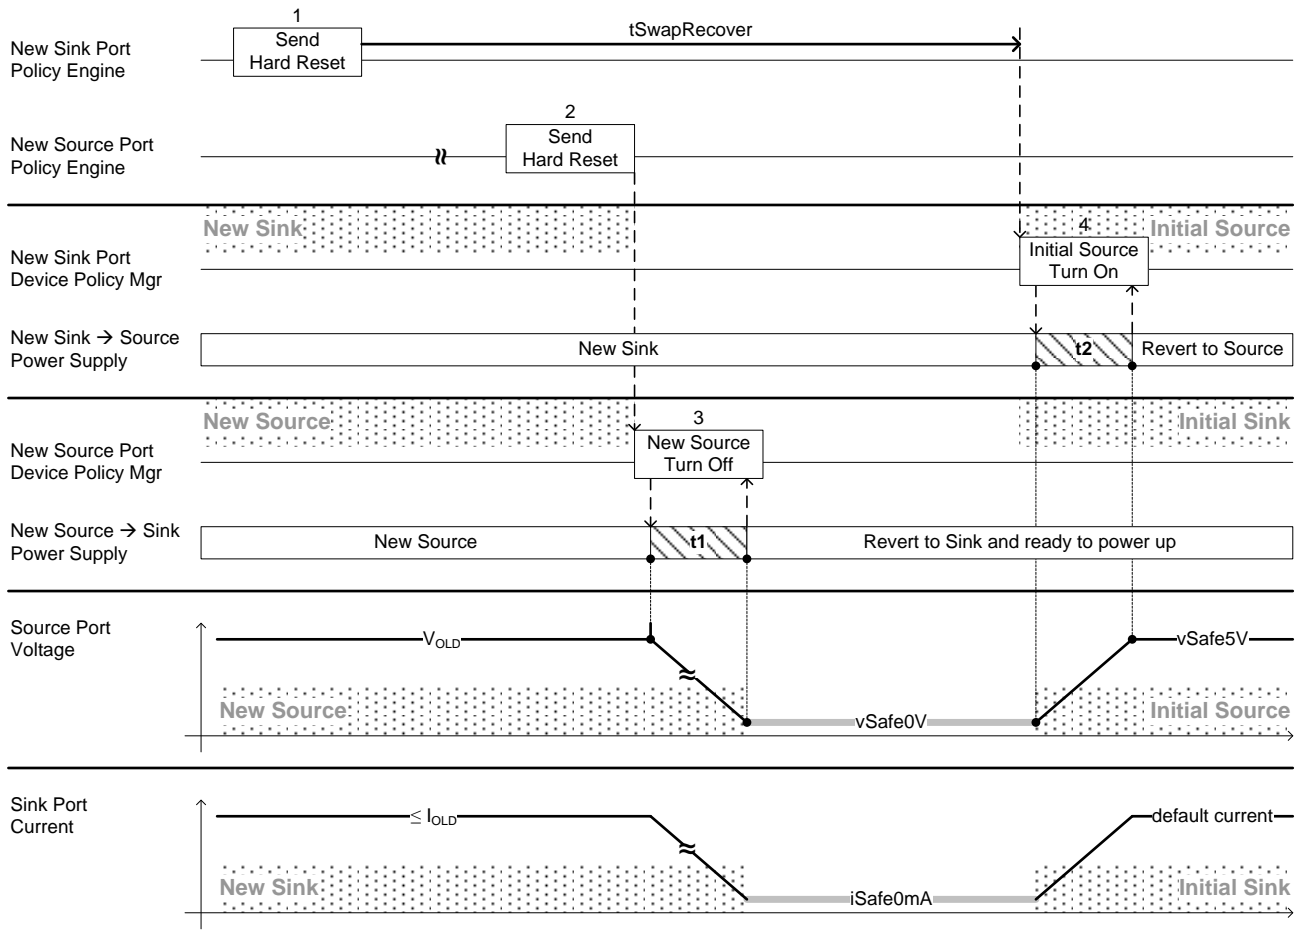 1
New Sink Port
Policy Engine
Send
Hard Reset
tSwapRecover
2
New Source Port
Policy Engine
Send
Hard Reset
New Sink
Initial Source
4
New Sink Port
Device Policy Mgr
Initial Source
Turn On
New Sink → Source
Power Supply
New Sink
t2
Revert to Source
New Source
Initial Sink
3
New Source Port
Device Policy Mgr
New Source
Turn Off
New Source → Sink
Power Supply
New Source
t1
Revert to Sink and ready to power up
Source Port
Voltage
VOLD
vSafe5V
New Source
vSafe0V
Initial Source
Sink Port
Current
≤ IOLD
default current
New Sink
iSafe0mA
Initial Sink